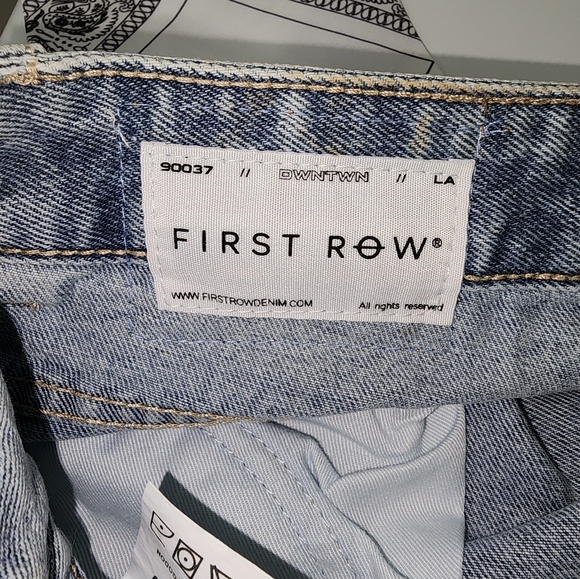 90037 // DWNTWN // LA
FIRST ROW®
WWW.FIRSTROWDENIM.COM All rights reserved